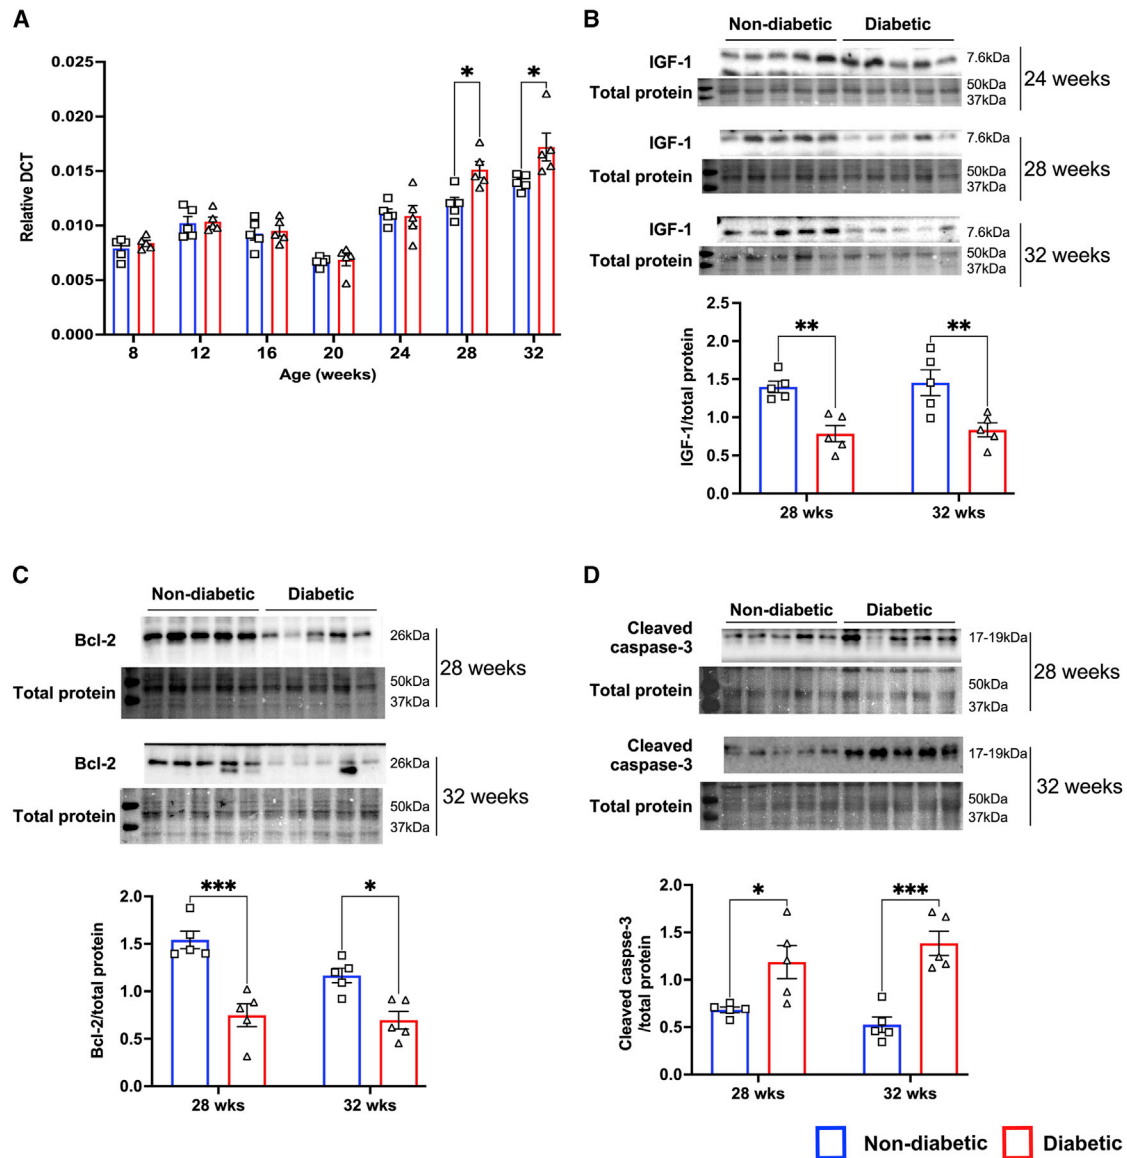 A
0.025
0.020
0.015
0.010
0.005
0.000
Relative DCT
* *
8 12 16 20 24 28 32
Age (weeks)
B
Non-diabetic Diabetic
IGF-1 7.6kDa
Total protein 50kDa
37kDa
24 weeks
IGF-1 7.6kDa
Total protein 50kDa
37kDa
28 weeks
IGF-1 7.6kDa
Total protein 50kDa
37kDa
32 weeks
2.5
2.0
1.5
1.0
0.5
0.0
IGF-1/total protein
** **
28 wks 32 wks
C
Non-diabetic Diabetic
Bcl-2 26kDa
Total protein 50kDa
37kDa
28 weeks
Bcl-2 26kDa
Total protein 50kDa
37kDa
32 weeks
2.0
1.5
1.0
0.5
0.0
Bcl-2/total protein
*** *
28 wks 32 wks
D
Non-diabetic Diabetic
Cleaved
caspase-3
17-19kDa
Total protein 50kDa
37kDa
28 weeks
Cleaved
caspase-3
17-19kDa
Total protein 50kDa
37kDa
32 weeks
2.0
1.5
1.0
0.5
0.0
Cleaved caspse-3
/total protein
* ***
28 wks 32 wks
Non-diabetic Diabetic